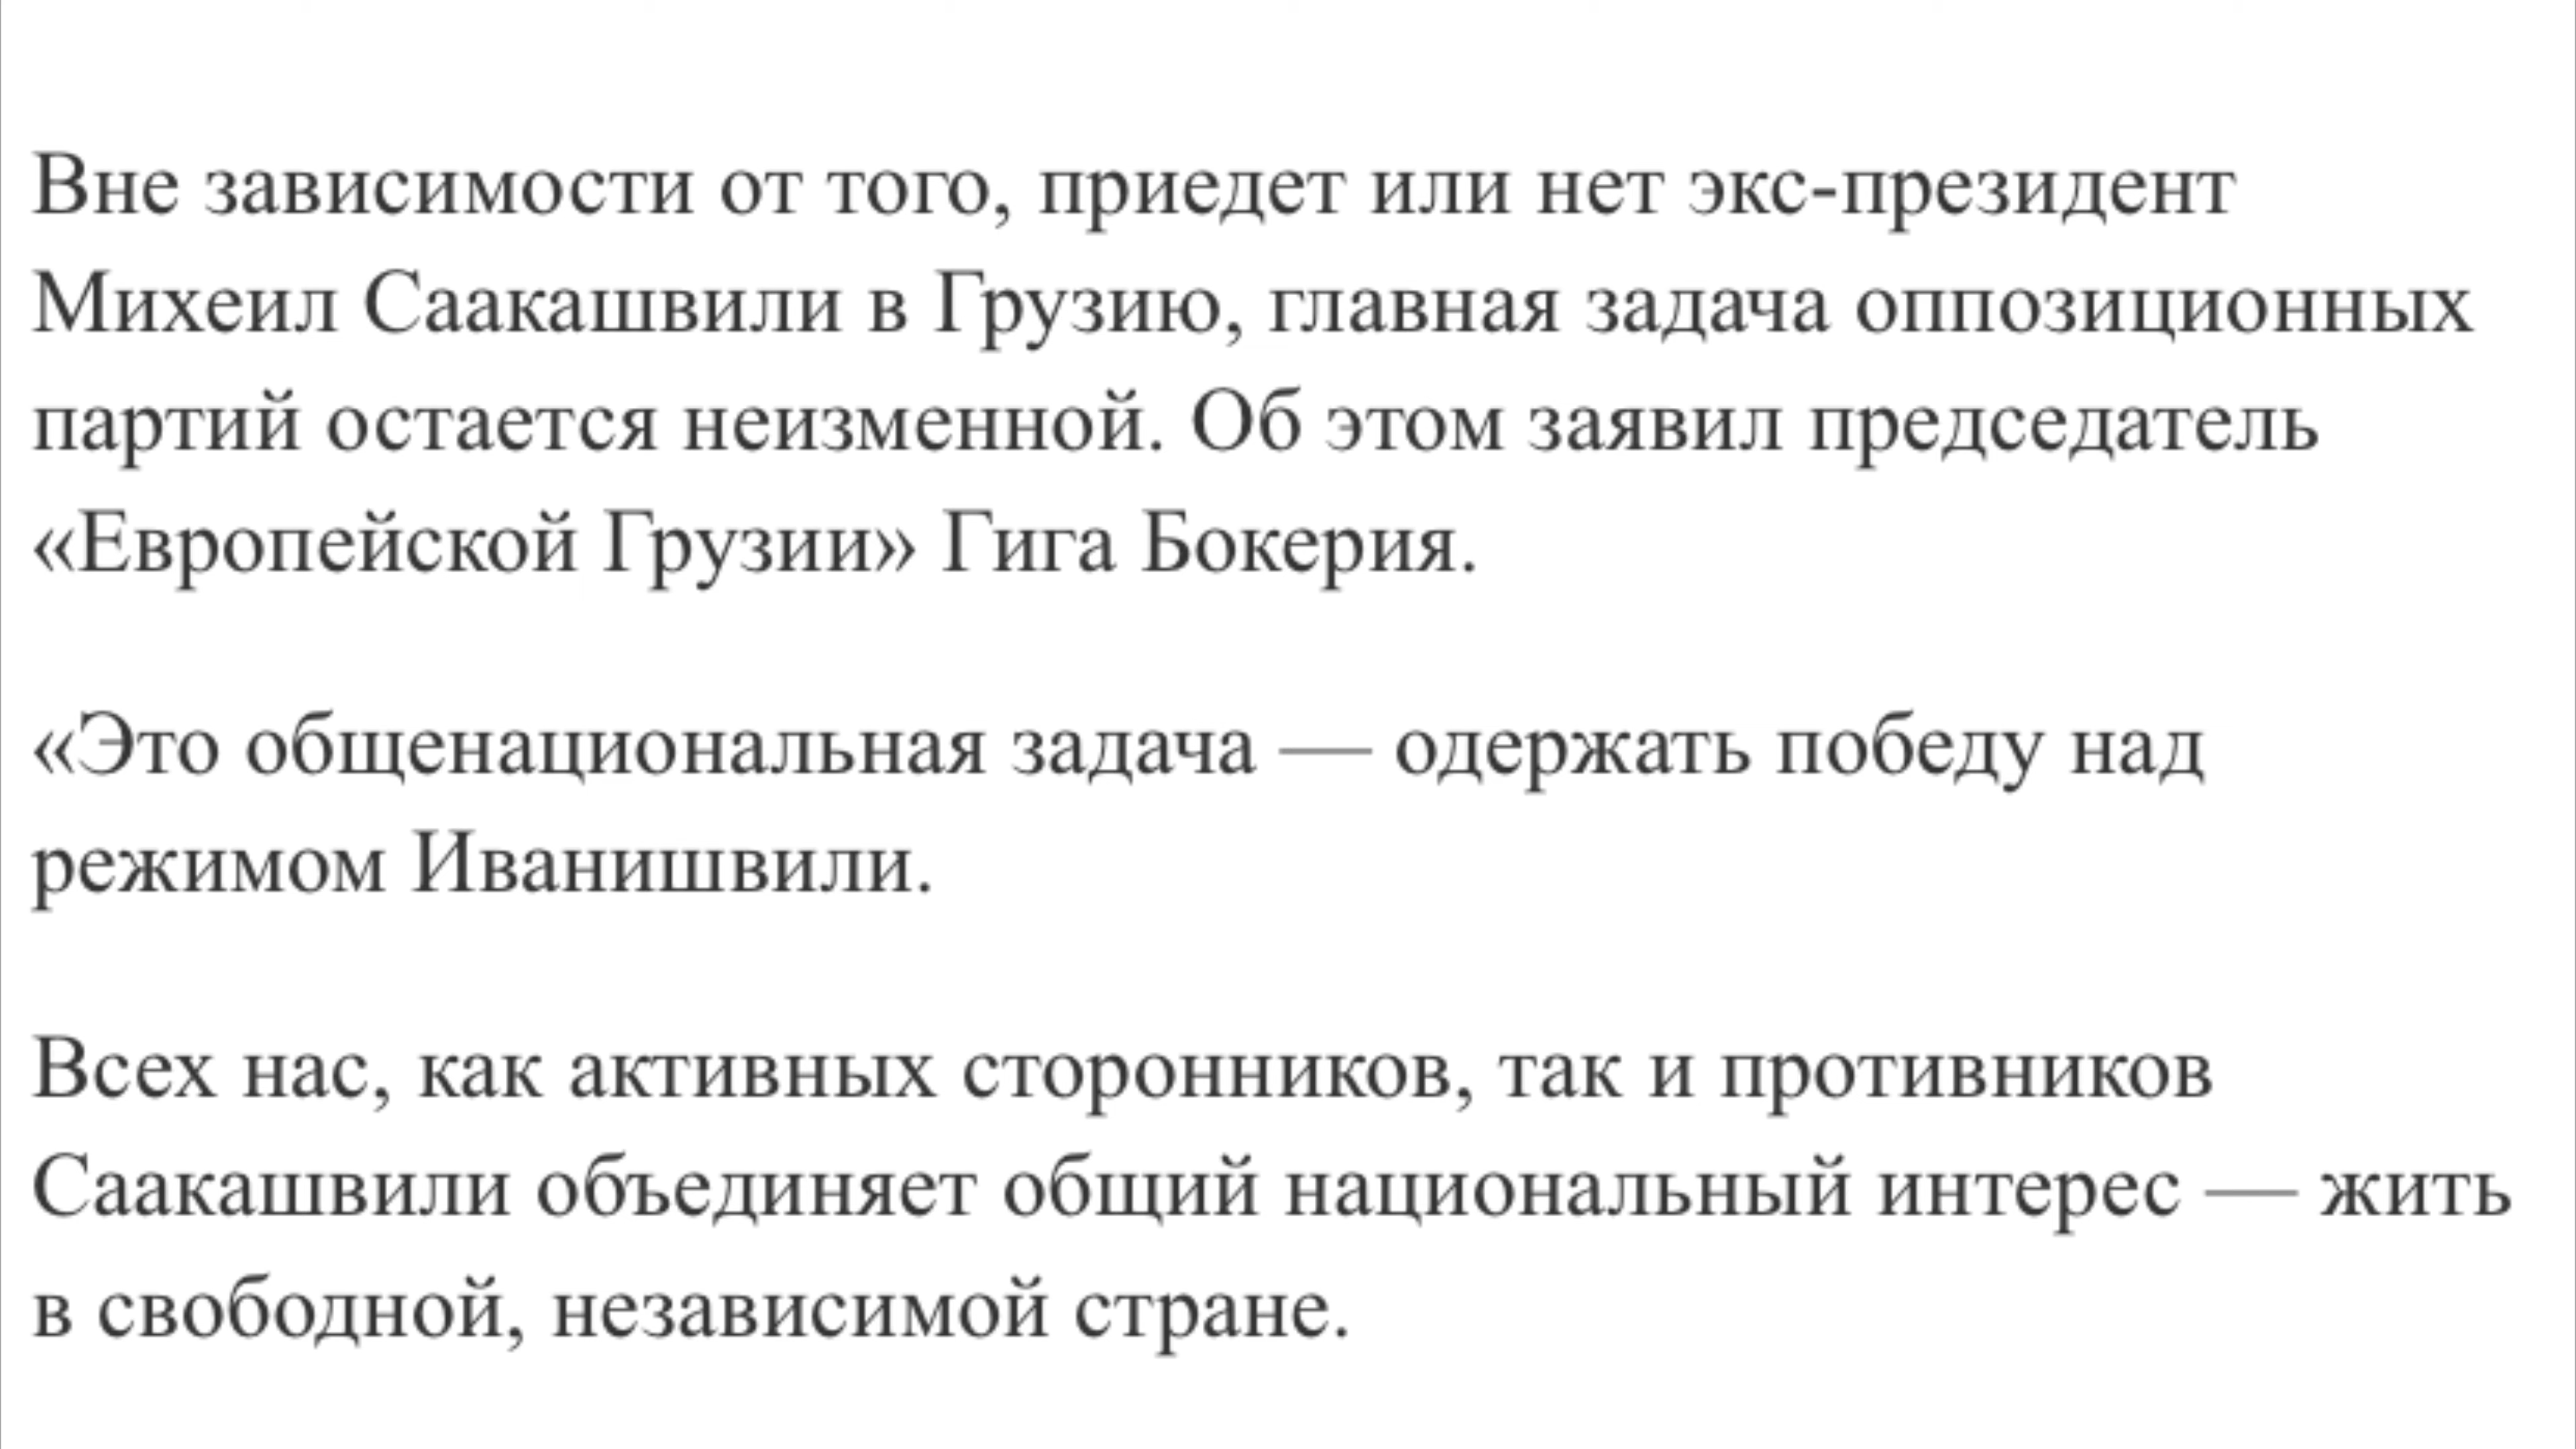 Вне зависимости от того, приедет или нет экс-президент
Михеил Саакашвили в Грузию, главная задача оппозиционных
партий остается неизменной. Об этом заявил председатель
«Европейской Грузии» Гига Бокерия.
«Это общенациональная задача — одержать победу над
режимом Иванишвили.
Всех нас, как активных сторонников, так и противников
Саакашвили объединяет общий национальный интерес — жить
в свободной, независимой стране.